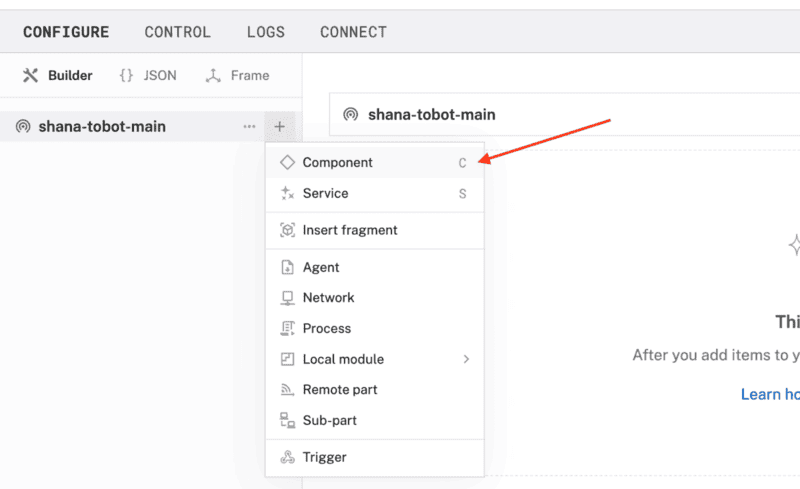 CONFIGURE CONTROL LOGS CONNECT
Builder {} JSON Frame
shana-tobot-main ... +
shana-tobot-main
Component C
Service S
Insert fragment
Agent
Network
Process
Local module >
Remote part
Sub-part
Trigger
Thi
After you add items to y
Learn ho